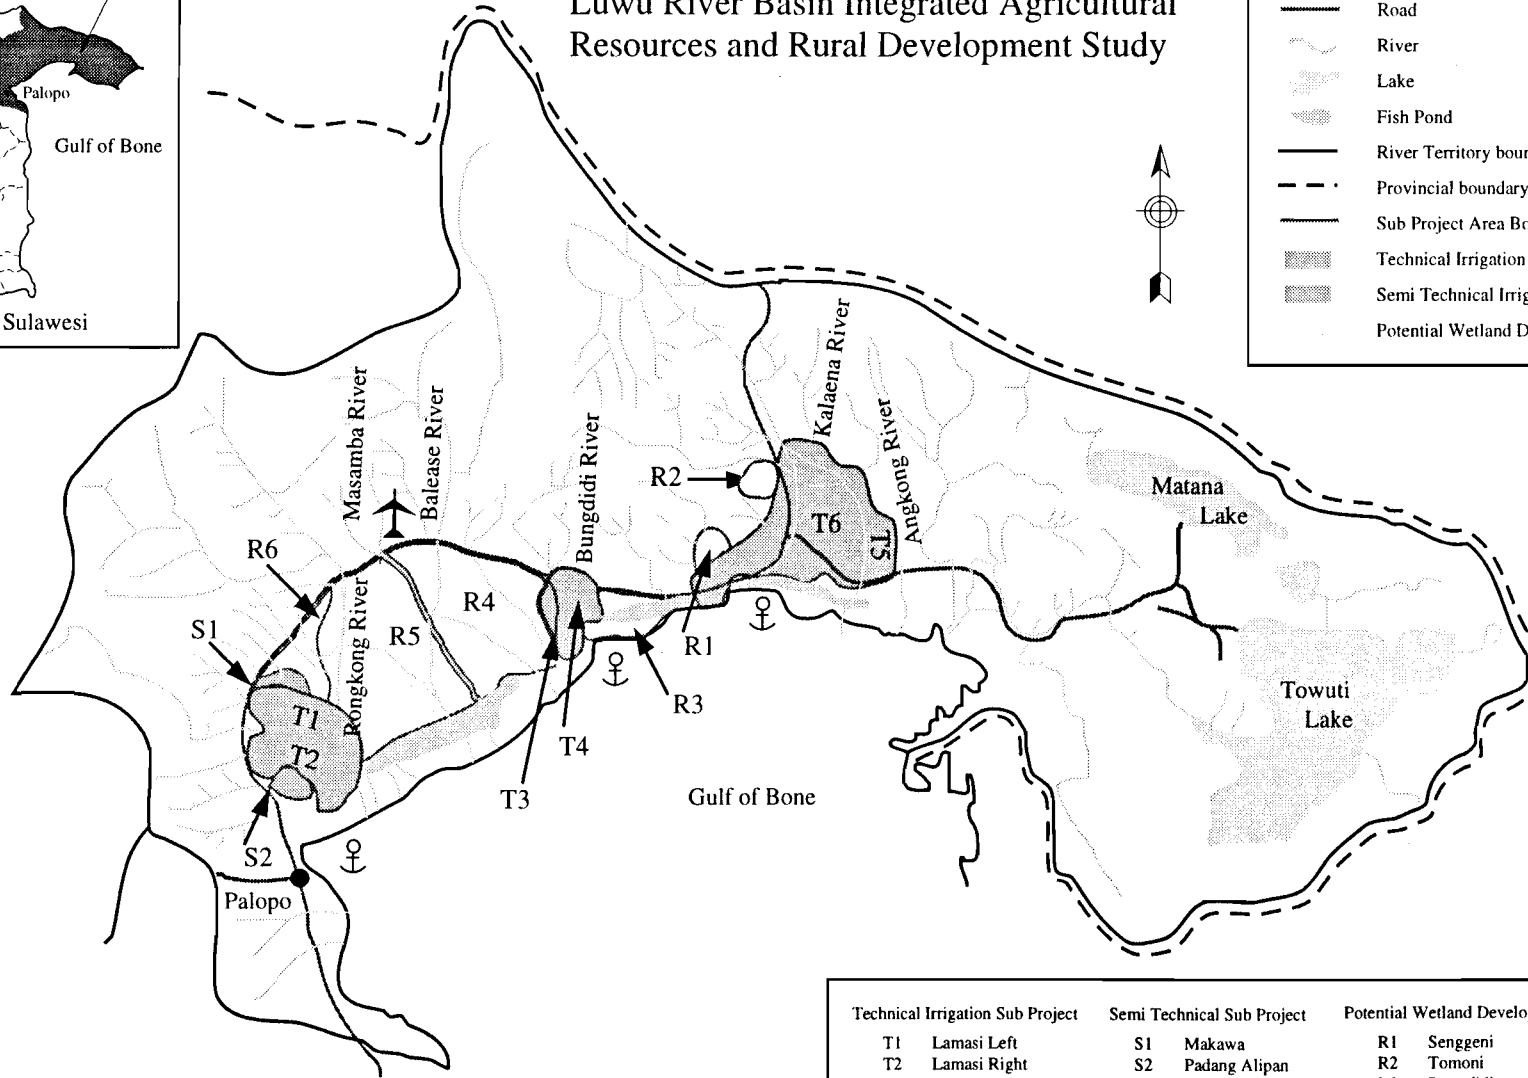 Luwu River Basin Integrated Agricultural
Resources and Rural Development Study
Palopo
Gulf of Bone
Sulawesi
Road
River
Lake
Fish Pond
River Territory boun
Provincial boundary
Sub Project Area Bo
Technical Irrigation
Semi Technical Irrig
Potential Wetland D
Kalaena River
Masamba River
Balease River
Bungdidi River
Angkong River
R2
Matana
Lake
T6
T5
R6
Rongkong River
R4
S1
R5
R1
Towuti
Lake
R3
T1
T2
T4
T3
Gulf of Bone
S2
Palopo
Technical Irrigation Sub Project
T1 Lamasi Left
T2 Lamasi Right
Semi Technical Sub Project
S1 Makawa
S2 Padang Alipan
Potential Wetland Develo
R1 Senggeni
R2 Tomoni